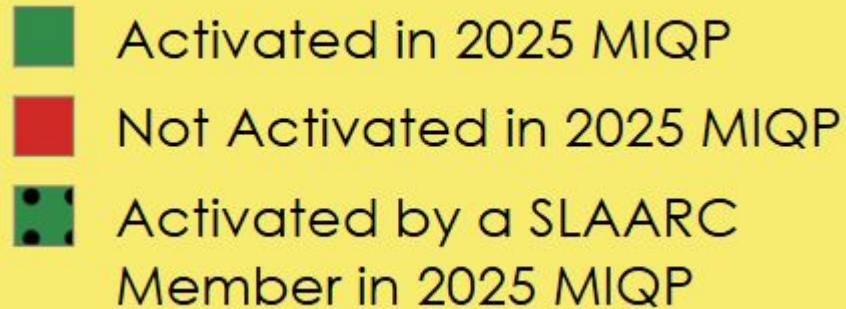 Activated in 2025 MIQP
Not Activated in 2025 MIQP
Activated by a SLAARC
Member in 2025 MIQP